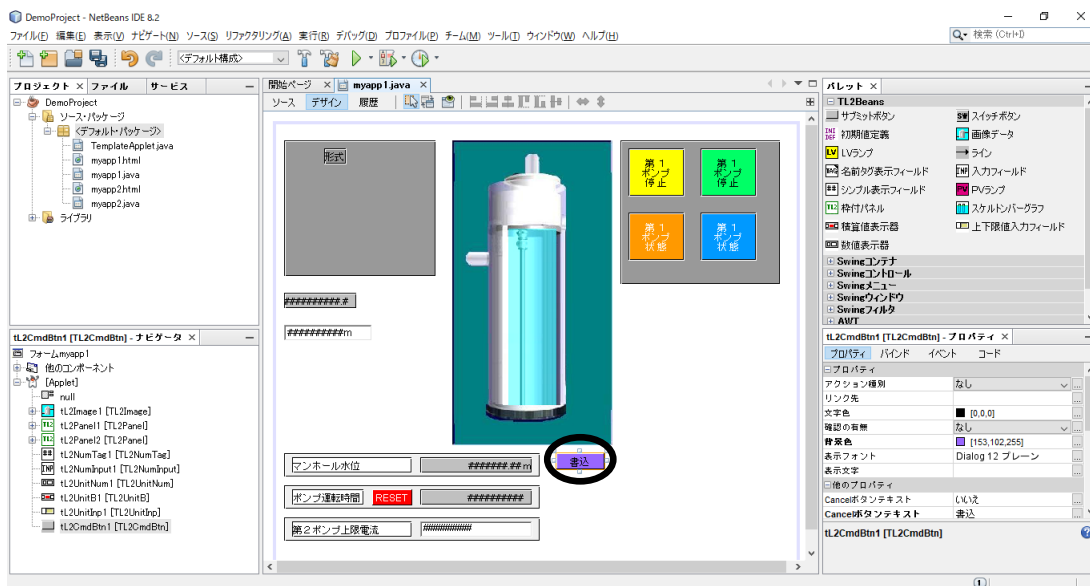 DemoProject - NetBeans IDE 8.2
ファイル(F) 編集(E) 表示(V) ナビゲート(N) ソース(S) リファクタリング(A) 実行(R) デバッグ(D) プロファイル(P) チーム(M) ツール(T) ウィンドウ(W) ヘルプ(H)
検索 (Ctrl+I)
<デフォルト構成>
プロジェクト ファイル サービス
DemoProject
ソース・パッケージ
<デフォルト・パッケージ>
TemplateApplet.java
myapp1.html
myapp1.java
myapp2.html
myapp2.java
ライブラリ
開始ページ myapp1.java
ソース デザイン 履歴
形式
第1
ポンプ
停止
第1
ポンプ
停止
第1
ポンプ
状態
第1
ポンプ
状態
##########.#
##########m
マンホール水位 #######.## m
書込
ポンプ運転時間 RESET ##########
第2ポンプ上限電流 ##########
パレット
TL2Beans
サブミットボタン スイッチボタン
初期値定義 画像データ
LVランプ ライン
名前タグ表示フィールド 入力フィールド
シンプル表示フィールド PVランプ
枠付パネル スケルトンバーグラフ
積算値表示器 上下限値入力フィールド
数値表示器
Swingコンテナ
Swingコントロール
Swingメニュー
Swingウィンドウ
Swingフィルタ
AWT
tL2CmdBtn1 [TL2CmdBtn] - ナビゲータ
フォームmyapp1
他のコンポーネント
[Applet]
null
tL2Image1 [TL2Image]
tL2Panel1 [TL2Panel]
tL2Panel2 [TL2Panel]
tL2NumTag1 [TL2NumTag]
tL2NumInput1 [TL2NumInput]
tL2UnitNum1 [TL2UnitNum]
tL2UnitB1 [TL2UnitB]
tL2UnitInp1 [TL2UnitInp]
tL2CmdBtn1 [TL2CmdBtn]
tL2CmdBtn1 [TL2CmdBtn] - プロパティ
プロパティ バインド イベント コード
プロパティ
アクション種別 なし
リンク先
文字色 [0,0,0]
確認の有無 なし
背景色 [153,102,255]
表示フォント Dialog 12 プレーン
表示文字
他のプロパティ
Cancelボタンテキスト いいえ
Cancelボタンテキスト 書込
tL2CmdBtn1 [TL2CmdBtn]